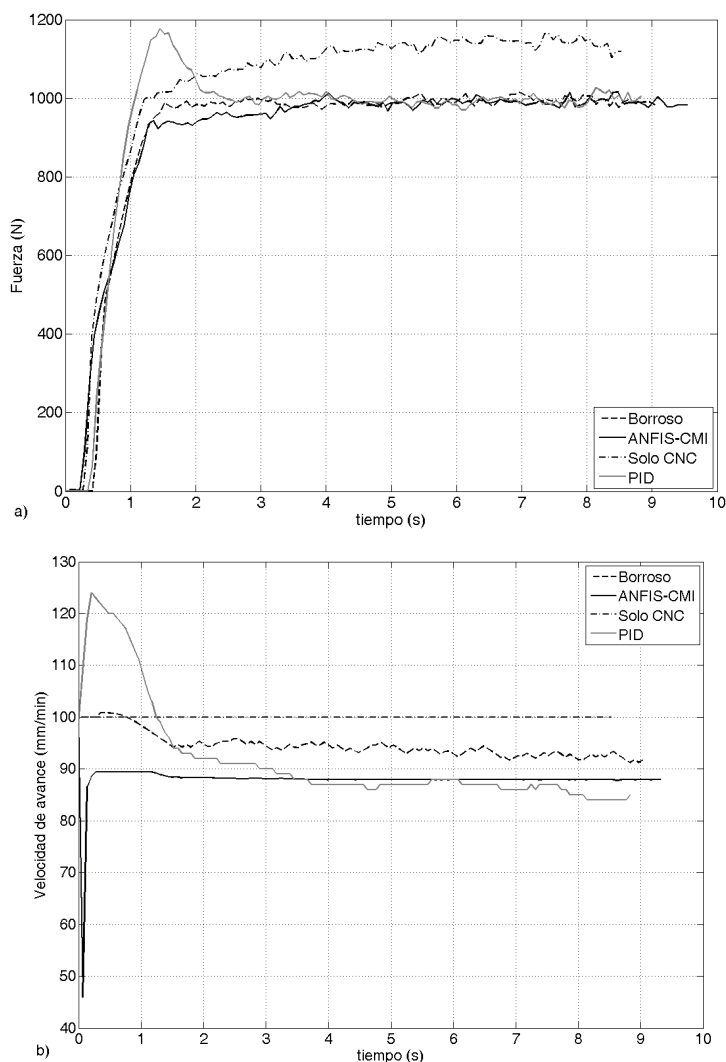 1200
1000
800
600
400
200
0
Fuerza (N)
Borroso
ANFIS-CMI
Solo CNC
PID
0 1 2 3 4 5 6 7 8 9 10
tiempo (s)
a)
130
120
110
100
90
80
70
60
50
40
Velocidad de avance (mm/min)
Borroso
ANFIS-CMI
Solo CNC
PID
0 1 2 3 4 5 6 7 8 9 10
tiempo (s)
b)